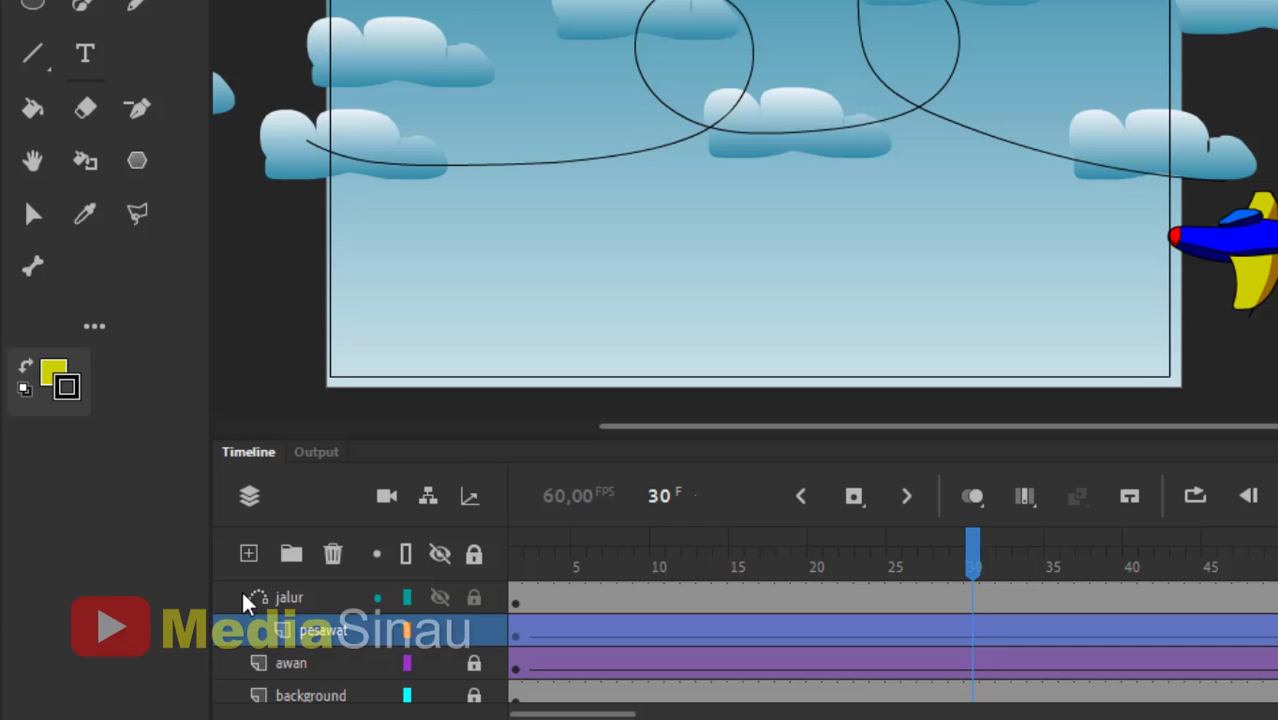 T
Timeline Output
60,00 FPS 30 F
5 10 15 20 25 30 35 40 45
jalur
pesawat
MediaSinau
awan
background